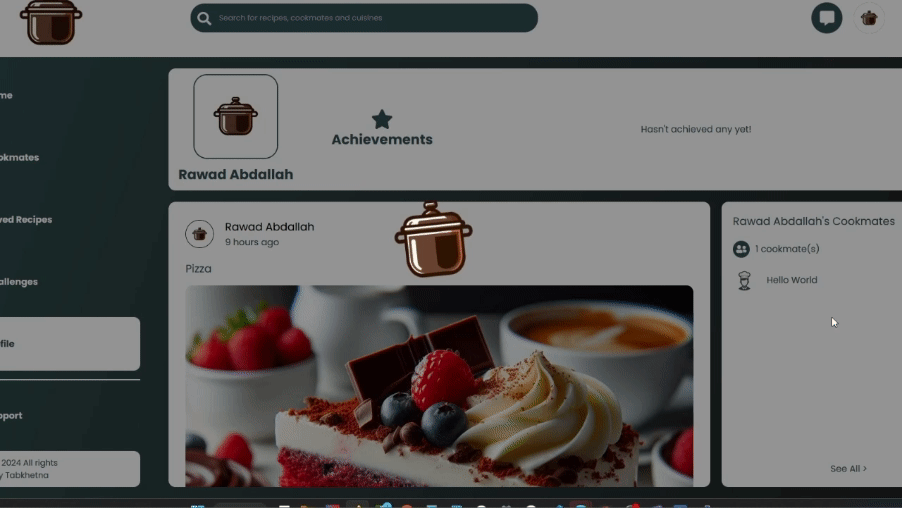 Search for recipes, cookmates and cuisines
me
okmates
ved Recipes
allenges
file
pport
2024 All rights
y Tabkhetna
Achievements
Hasn't achieved any yet!
Rawad Abdallah
Rawad Abdallah
9 hours ago
Pizza
Rawad Abdallah's Cookmates
1 cookmate(s)
Hello World
See All >